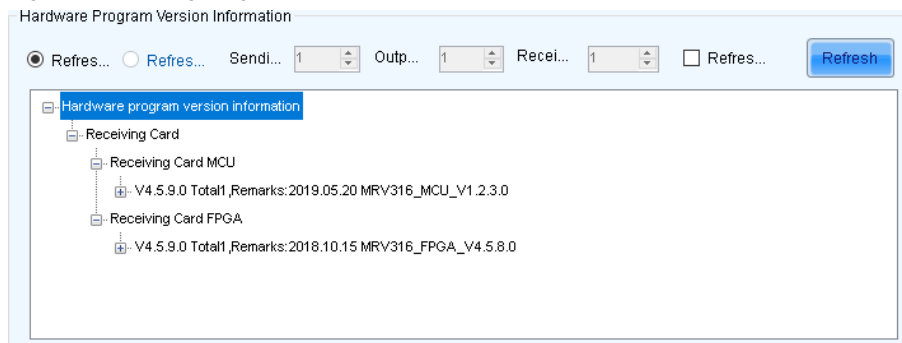 Hardware Program Version Information
Refres... Refres... Sendi... 1 Outp... 1 Recei... 1 Refres... Refresh
Hardware program version information
Receiving Card
Receiving Card MCU
V4.5.9.0 Total1,Remarks:2019.05.20 MRV316_MCU_V1.2.3.0
Receiving Card FPGA
V4.5.9.0 Total1,Remarks:2018.10.15 MRV316_FPGA_V4.5.8.0